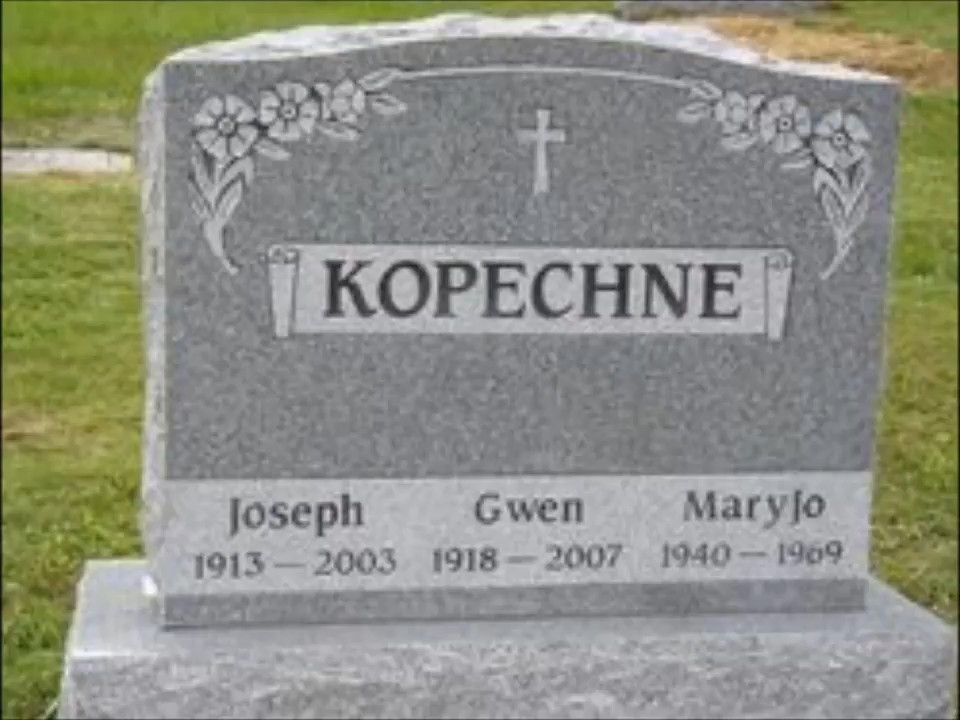 KOPECHNE
Joseph Gwen MaryJo
1913 — 2003 1918 — 2007 1940 — 1969